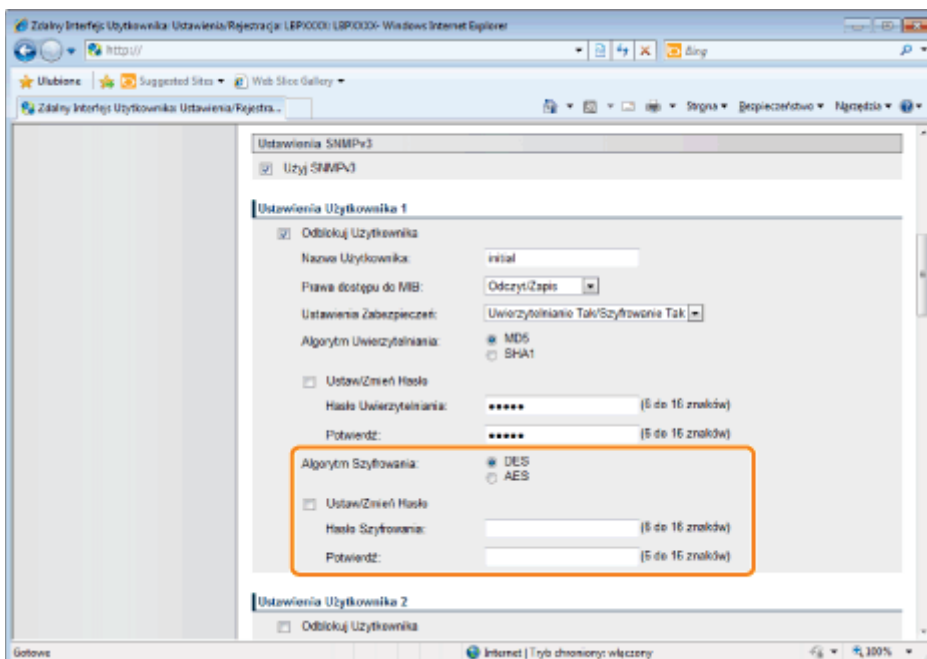 Zdalny Interfejs Użytkownika: Ustawienia/Rejestracja: LBPXXXX: LBPXXXX- Windows Internet Explorer
http://
Bing
Ulubione Suggested Sites Web Slice Gallery
Zdalny Interfejs Użytkownika: Ustawienia/Rejestra...
Strona Bezpieczeństwo Narzędzia
Ustawienia SNMPv3
Użyj SNMPv3
Ustawienia Użytkownika 1
Odblokuj Użytkownika
Nazwa Użytkownika: initial
Prawa dostępu do MIB: Odczyt/Zapis
Ustawienia Zabezpieczeń: Uwierzytelnianie Tak/Szyfrowanie Tak
Algorytm Uwierzytelniania: MD5
SHA1
Ustaw/Zmień Hasło
Hasło Uwierzytelniania: ••••• (6 do 16 znaków)
Potwierdź: ••••• (6 do 16 znaków)
Algorytm Szyfrowania: DES
AES
Ustaw/Zmień Hasło
Hasło Szyfrowania: (6 do 16 znaków)
Potwierdź: (6 do 16 znaków)
Ustawienia Użytkownika 2
Odblokuj Użytkownika
Gotowe Internet | Tryb chroniony: włączony 100%